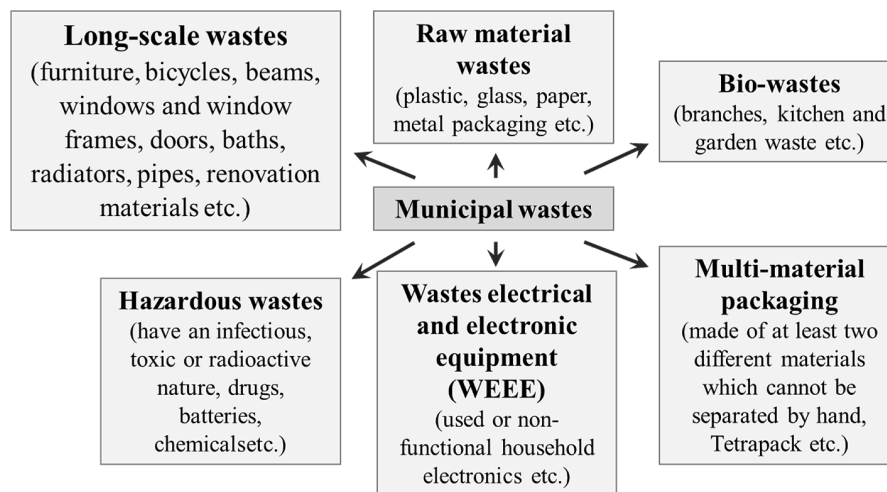 Long-scale wastes
(furniture, bicycles, beams,
windows and window
frames, doors, baths,
radiators, pipes, renovation
materials etc.)
Raw material
wastes
(plastic, glass, paper,
metal packaging etc.)
Bio-wastes
(branches, kitchen and
garden waste etc.)
Municipal wastes
Hazardous wastes
(have an infectious,
toxic or radioactive
nature, drugs,
batteries,
chemicalsetc.)
Wastes electrical
and electronic
equipment
(WEEE)
(used or non-
functional household
electronics etc.)
Multi-material
packaging
(made of at least two
different materials
which cannot be
separated by hand,
Tetrapack etc.)